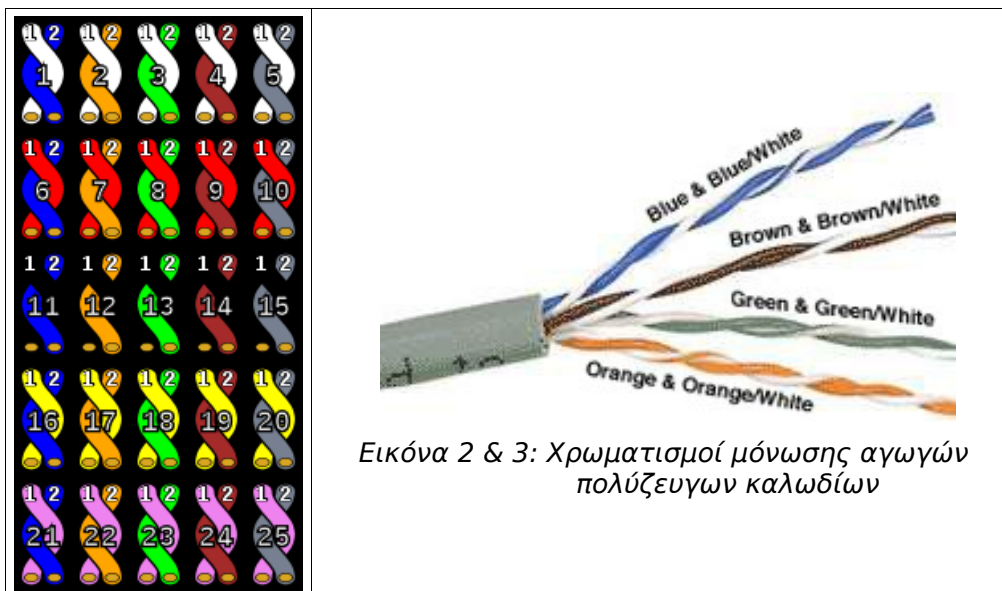 1 2 1 2 1 2 1 2 1 2
1 2 3 4 5
1 2 1 2 1 2 1 2 1 2
6 7 8 9 10
1 2 1 2 1 2 1 2 1 2
11 12 13 14 15
1 2 1 2 1 2 1 2 1 2
16 17 18 19 20
1 2 1 2 1 2 1 2 1 2
21 22 23 24 25
Blue & Blue/White
Brown & Brown/White
Green & Green/White
Orange & Orange/White
Εικόνα 2 & 3: Χρωματισμοί μόνωσης αγωγών
πολύζευγων καλωδίων